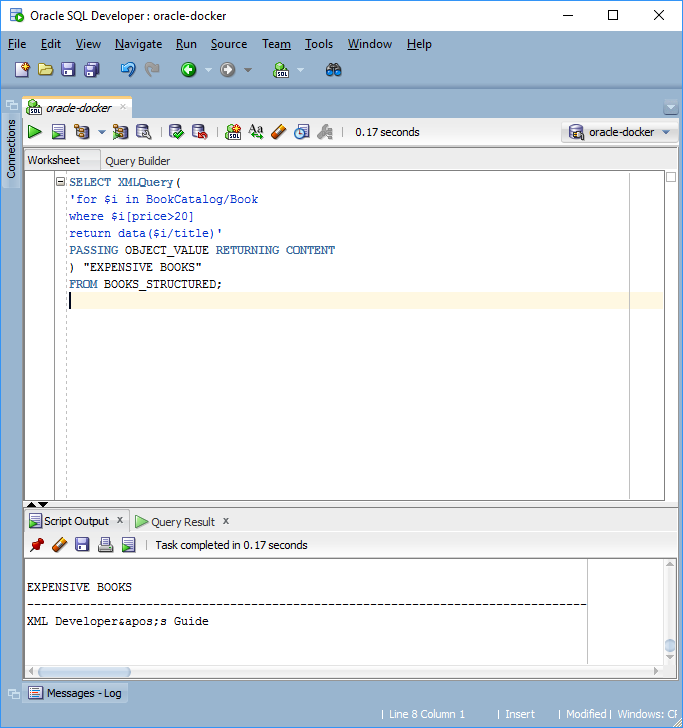 Oracle SQL Developer : oracle-docker
File Edit View Navigate Run Source Team Tools Window Help
SQL
oracle-docker
0.17 seconds
oracle-docker
Connections
Worksheet Query Builder
SELECT XMLQuery(
'for $i in BookCatalog/Book
where $i[price>20]
return data($i/title)'
PASSING OBJECT_VALUE RETURNING CONTENT
) "EXPENSIVE BOOKS"
FROM BOOKS_STRUCTURED;
Script Output x Query Result x
Task completed in 0.17 seconds
EXPENSIVE BOOKS
--------------------------------------------------------------------------------
XML Developer&apos;s Guide
Messages - Log
Line 8 Column 1 Insert Modified Windows: CR